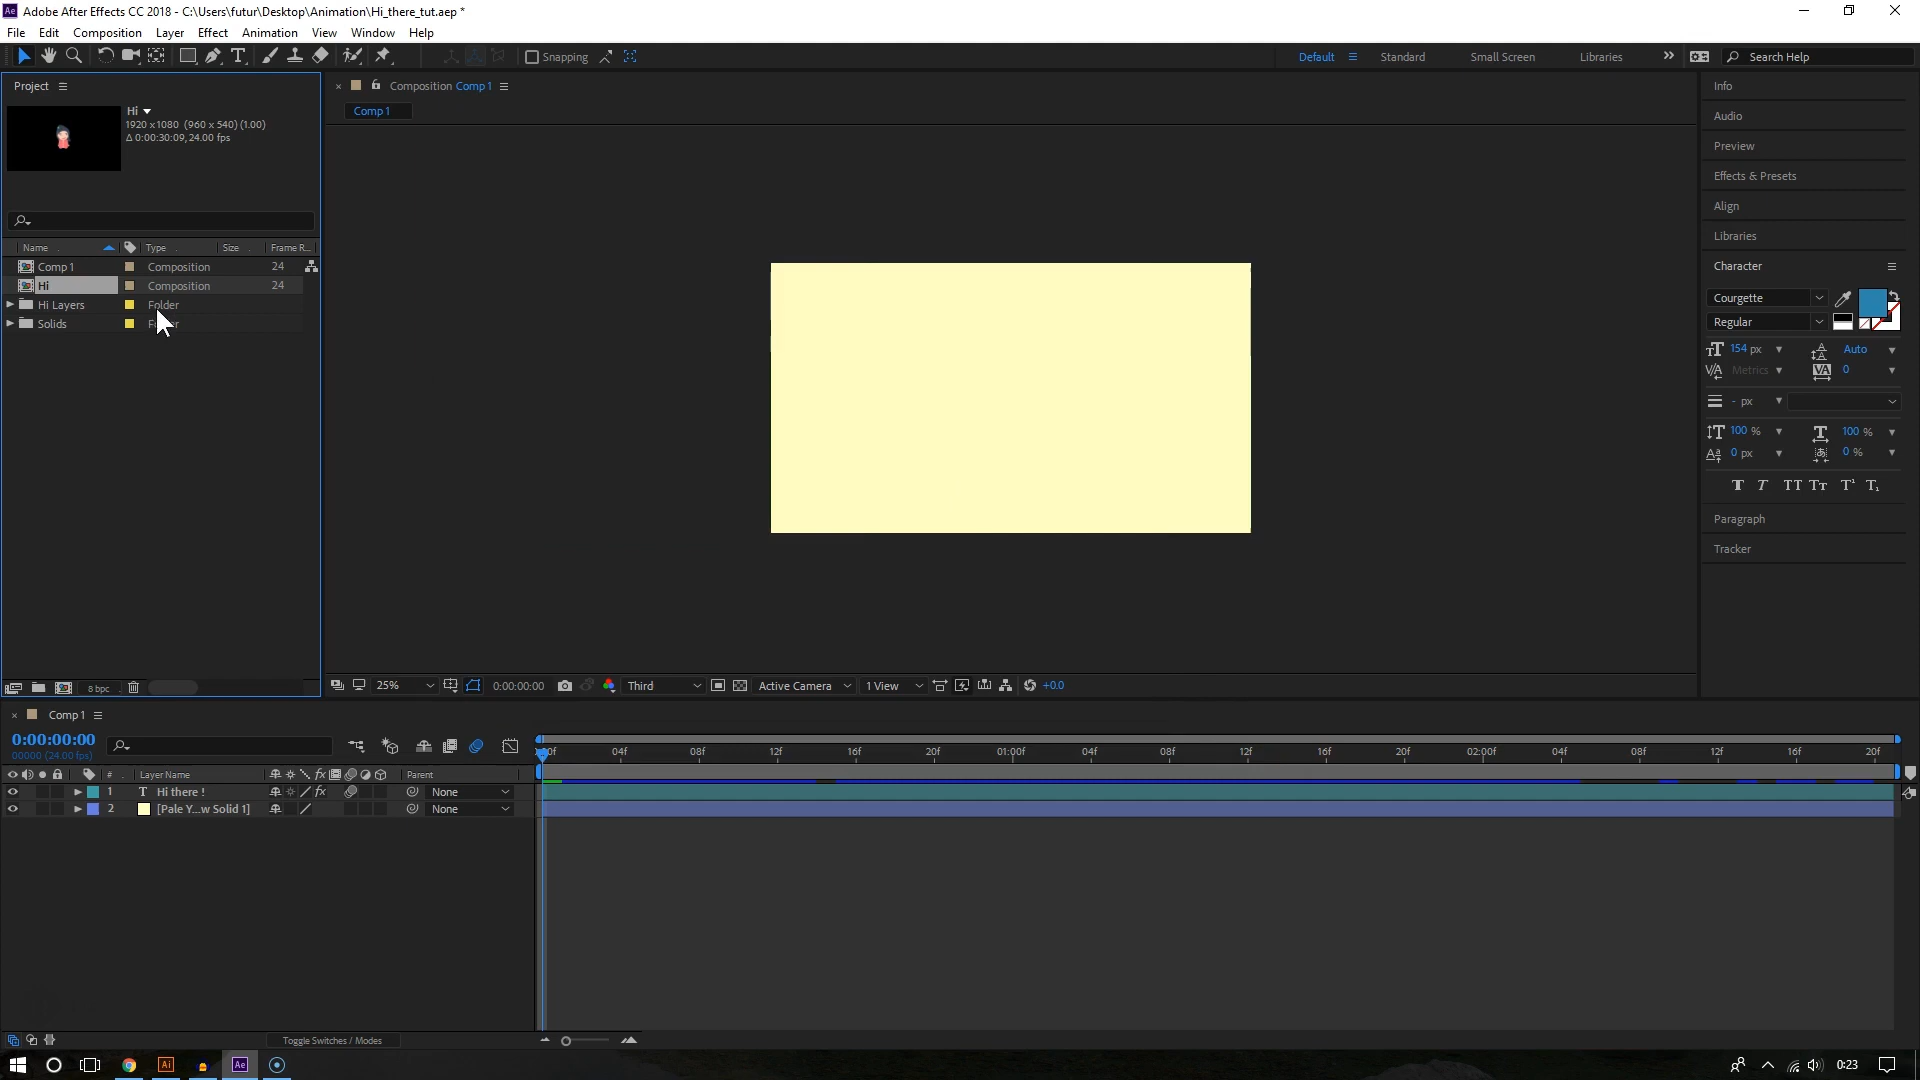 Adobe After Effects CC 2018 - C:\Users\futur\Desktop\Animation\Hi_there_tut.aep *
File Edit Composition Layer Effect Animation View Window Help
Snapping
Default Standard Small Screen Libraries Search Help
Project
Hi
1920 x 1080 (960 x 540) (1.00)
Δ 0:00:30:09, 24.00 fps
Name Type Size Frame R...
Comp 1 Composition 24
Hi Composition 24
Hi Layers Folder
Solids
8 bpc
Composition Comp 1
Comp 1
25% 0:00:00:00 Third Active Camera 1 View +0.0
Info
Audio
Preview
Effects & Presets
Align
Libraries
Character
Courgette
Regular
154 px Auto
Metrics 0
- px
100 % 100 %
0 px 0 %
T T TT Tт T¹ T₁
Paragraph
Tracker
Comp 1
0:00:00:00
00000 (24.00 fps)
# Layer Name Parent
1 T Hi there ! fx None
2 [Pale Y...w Solid 1] None
04f 08f 12f 16f 20f 01:00f 04f 08f 12f 16f 20f 02:00f 04f 08f 12f 16f 20f
Toggle Switches / Modes
Ai Ae 0:23